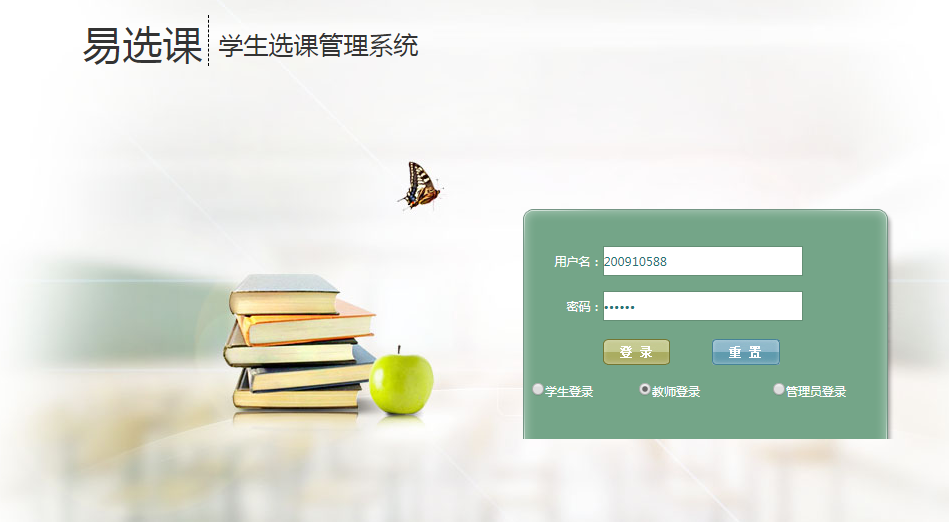 易选课 学生选课管理系统
用户名：200910588
密码：••••••
登 录 重 置
学生登录 教师登录 管理员登录